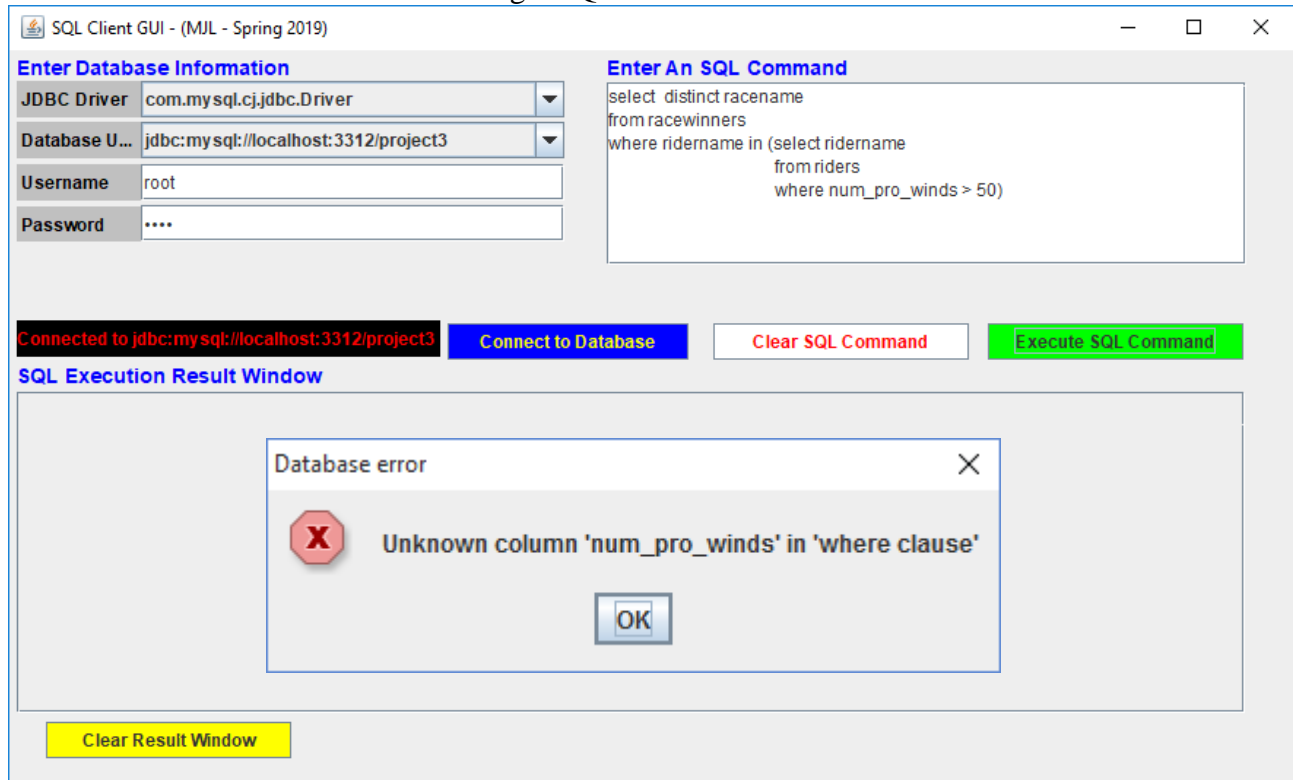 SQL Client GUI - (MJL - Spring 2019)
Enter Database Information
JDBC Driver com.mysql.cj.jdbc.Driver
Database U... jdbc:mysql://localhost:3312/project3
Username root
Password ••••
Enter An SQL Command
select distinct racename
from racewinners
where ridername in (select ridername
from riders
where num_pro_winds > 50)
Connected to jdbc:mysql://localhost:3312/project3
Connect to Database
Clear SQL Command
Execute SQL Command
SQL Execution Result Window
Database error
Unknown column 'num_pro_winds' in 'where clause'
OK
Clear Result Window